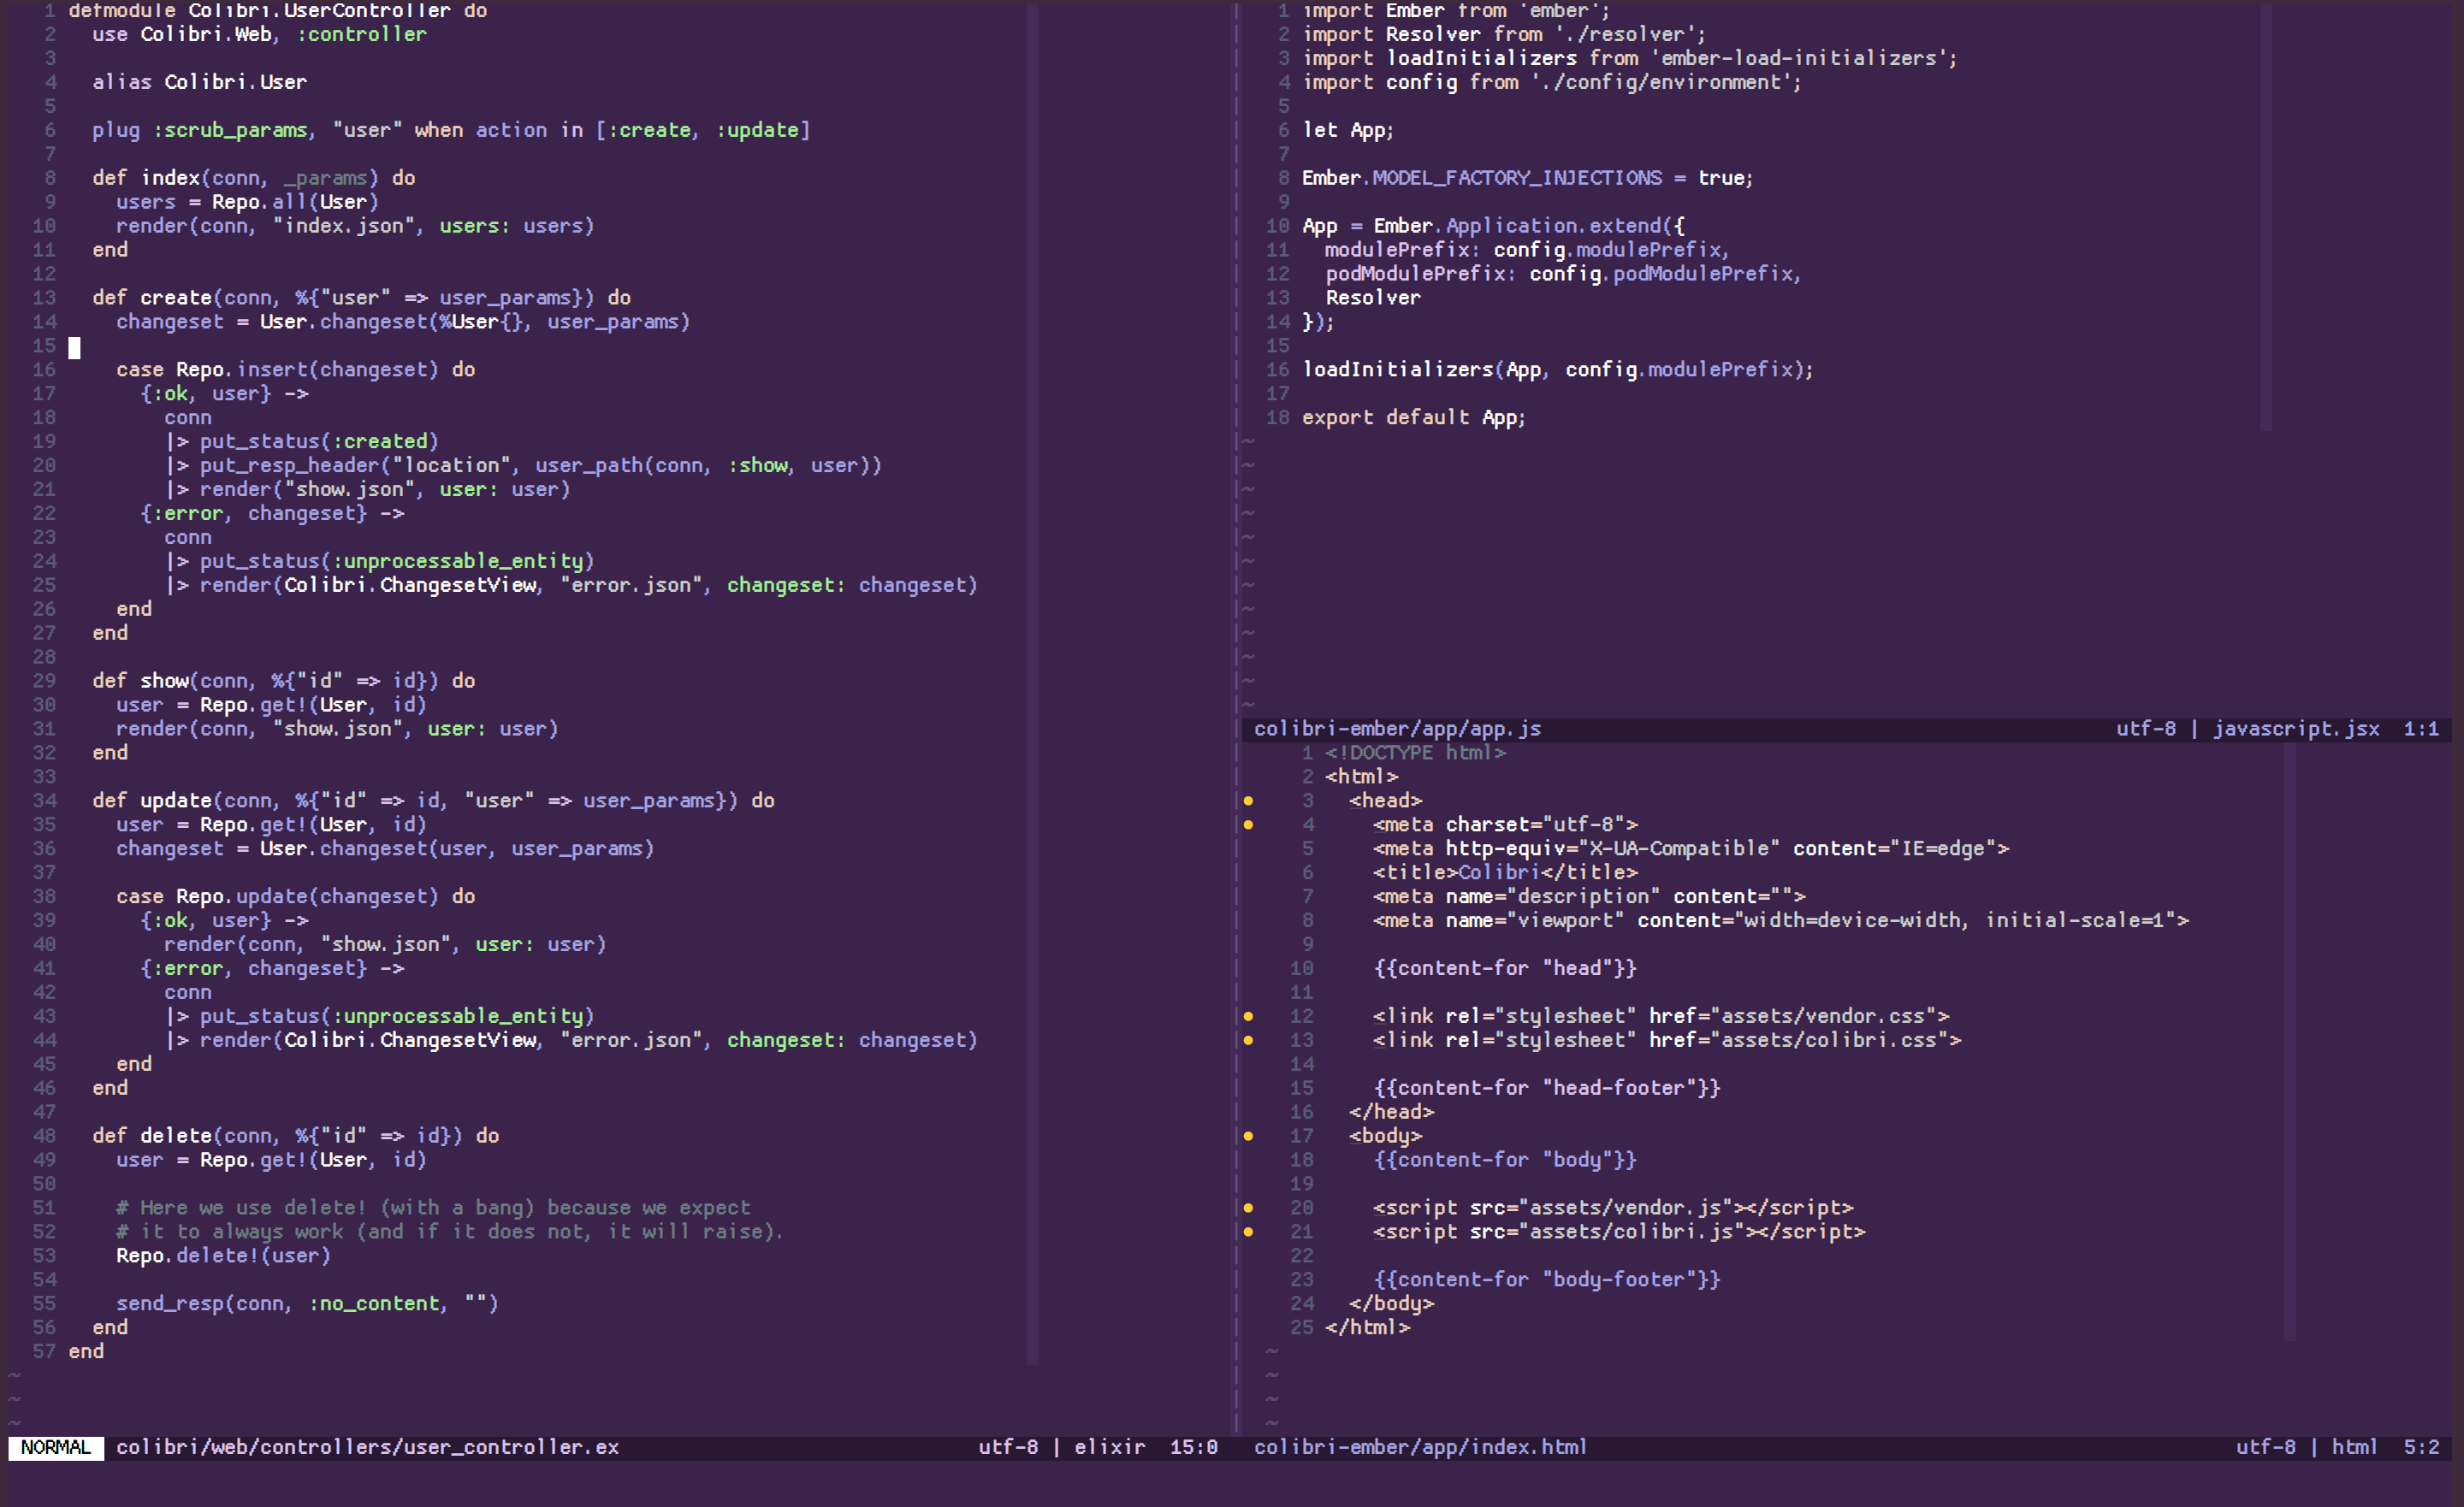 1 defmodule Colibri.UserController do
2   use Colibri.Web, :controller
3
4   alias Colibri.User
5
6   plug :scrub_params, "user" when action in [:create, :update]
7
8   def index(conn, _params) do
9     users = Repo.all(User)
10     render(conn, "index.json", users: users)
11   end
12
13   def create(conn, %{"user" => user_params}) do
14     changeset = User.changeset(%User{}, user_params)
15
16     case Repo.insert(changeset) do
17       {:ok, user} ->
18         conn
19         |> put_status(:created)
20         |> put_resp_header("location", user_path(conn, :show, user))
21         |> render("show.json", user: user)
22       {:error, changeset} ->
23         conn
24         |> put_status(:unprocessable_entity)
25         |> render(Colibri.ChangesetView, "error.json", changeset: changeset)
26     end
27   end
28
29   def show(conn, %{"id" => id}) do
30     user = Repo.get!(User, id)
31     render(conn, "show.json", user: user)
32   end
33
34   def update(conn, %{"id" => id, "user" => user_params}) do
35     user = Repo.get!(User, id)
36     changeset = User.changeset(user, user_params)
37
38     case Repo.update(changeset) do
39       {:ok, user} ->
40         render(conn, "show.json", user: user)
41       {:error, changeset} ->
42         conn
43         |> put_status(:unprocessable_entity)
44         |> render(Colibri.ChangesetView, "error.json", changeset: changeset)
45     end
46   end
47
48   def delete(conn, %{"id" => id}) do
49     user = Repo.get!(User, id)
50
51     # Here we use delete! (with a bang) because we expect
52     # it to always work (and if it does not, it will raise).
53     Repo.delete!(user)
54
55     send_resp(conn, :no_content, "")
56   end
57 end
~
~
~
NORMAL colibri/web/controllers/user_controller.ex utf-8 | elixir 15:0
1 import Ember from 'ember';
2 import Resolver from './resolver';
3 import loadInitializers from 'ember-load-initializers';
4 import config from './config/environment';
5
6 let App;
7
8 Ember.MODEL_FACTORY_INJECTIONS = true;
9
10 App = Ember.Application.extend({
11   modulePrefix: config.modulePrefix,
12   podModulePrefix: config.podModulePrefix,
13   Resolver
14 });
15
16 loadInitializers(App, config.modulePrefix);
17
18 export default App;
~
~
~
~
~
~
~
~
~
~
~
~
colibri-ember/app/app.js utf-8 | javascript.jsx 1:1
1 <!DOCTYPE html>
2 <html>
3   <head>
4     <meta charset="utf-8">
5     <meta http-equiv="X-UA-Compatible" content="IE=edge">
6     <title>Colibri</title>
7     <meta name="description" content="">
8     <meta name="viewport" content="width=device-width, initial-scale=1">
9
10     {{content-for "head"}}
11
12     <link rel="stylesheet" href="assets/vendor.css">
13     <link rel="stylesheet" href="assets/colibri.css">
14
15     {{content-for "head-footer"}}
16   </head>
17   <body>
18     {{content-for "body"}}
19
20     <script src="assets/vendor.js"></script>
21     <script src="assets/colibri.js"></script>
22
23     {{content-for "body-footer"}}
24   </body>
25 </html>
~
~
~
~
colibri-ember/app/index.html utf-8 | html 5:2